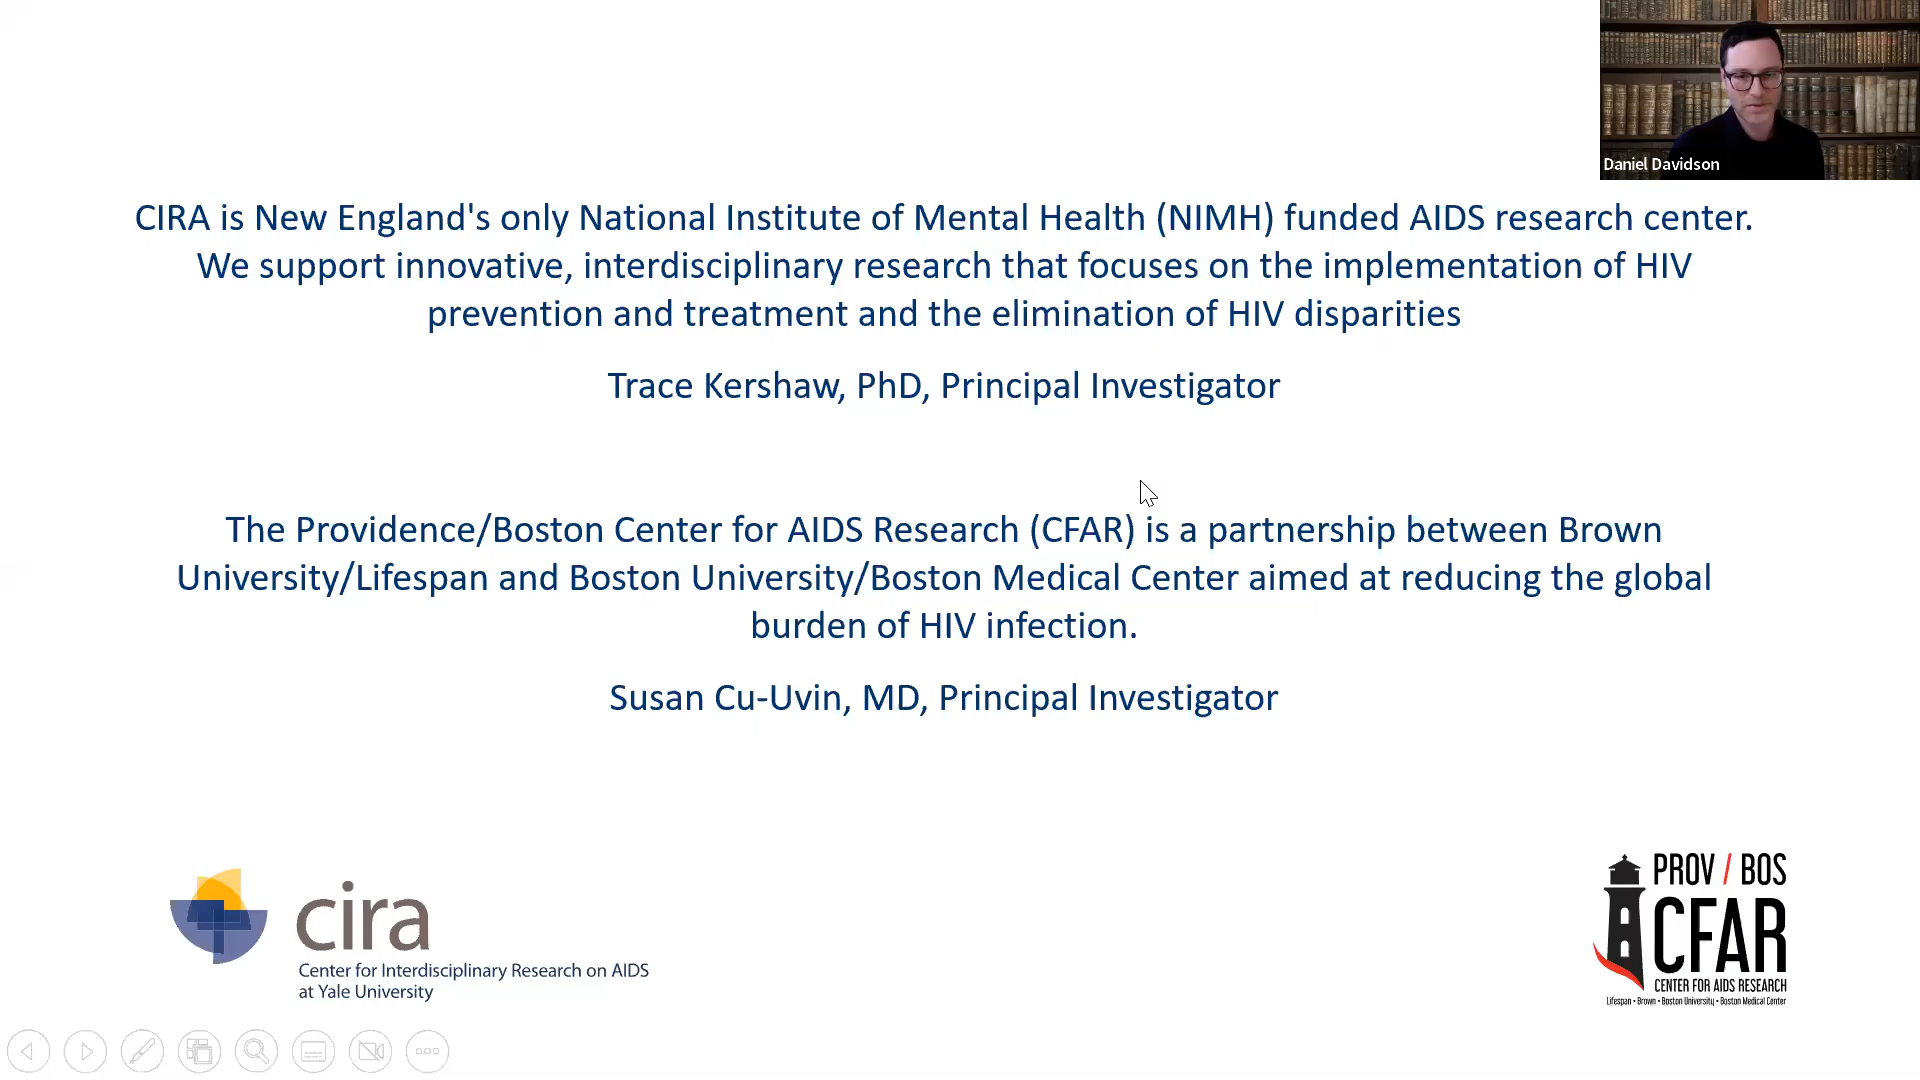 Daniel Davidson
CIRA is New England's only National Institute of Mental Health (NIMH) funded AIDS research center.
We support innovative, interdisciplinary research that focuses on the implementation of HIV
prevention and treatment and the elimination of HIV disparities
Trace Kershaw, PhD, Principal Investigator
The Providence/Boston Center for AIDS Research (CFAR) is a partnership between Brown
University/Lifespan and Boston University/Boston Medical Center aimed at reducing the global
burden of HIV infection.
Susan Cu-Uvin, MD, Principal Investigator
cira
Center for Interdisciplinary Research on AIDS
at Yale University
PROV / BOS
CFAR
CENTER FOR AIDS RESEARCH
Lifespan • Brown • Boston University • Boston Medical Center